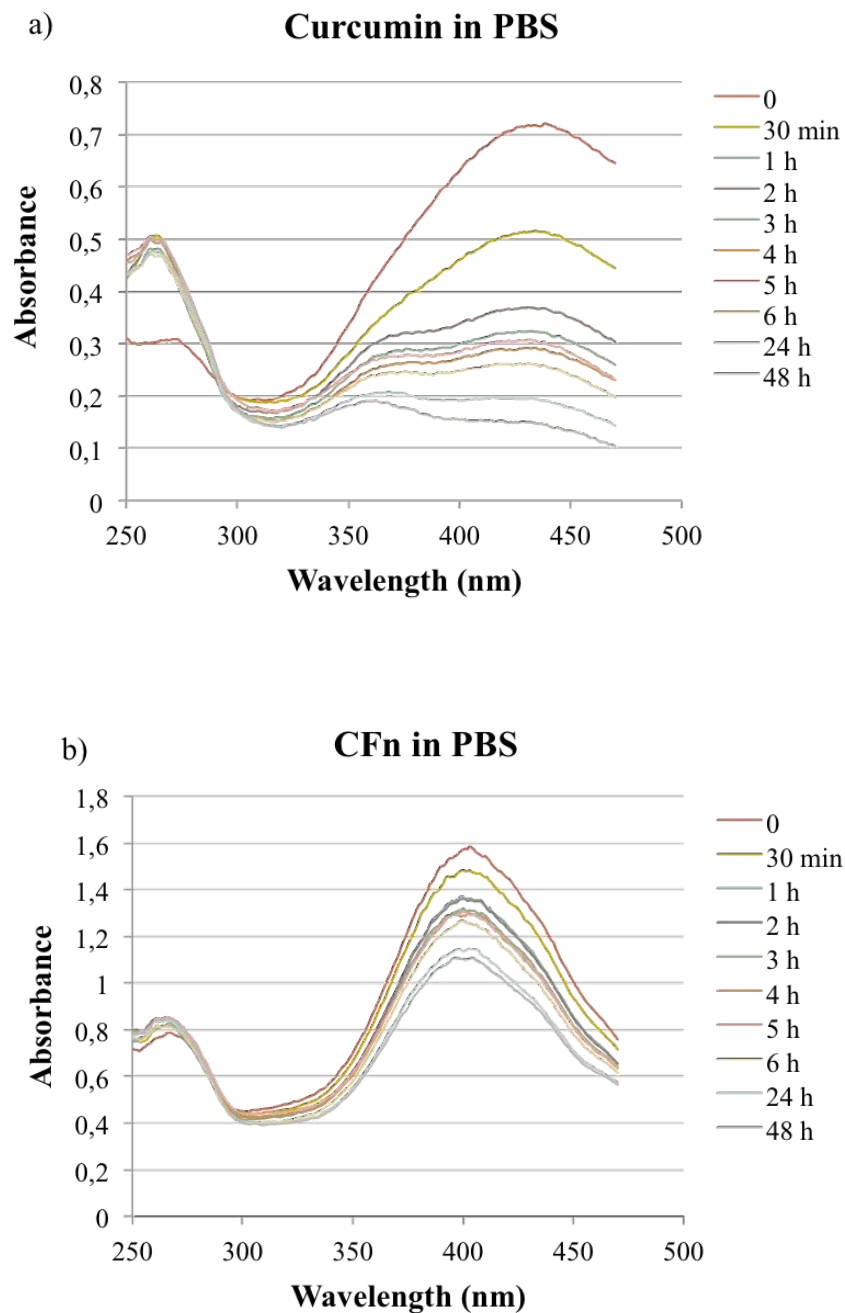 a)
Curcumin in PBS
0,8
0,7
0,6
0,5
0,4
0,3
0,2
0,1
0
Absorbance
250 300 350 400 450 500
Wavelength (nm)
0
30 min
1 h
2 h
3 h
4 h
5 h
6 h
24 h
48 h
b)
CFn in PBS
1,8
1,6
1,4
1,2
1
0,8
0,6
0,4
0,2
0
Absorbance
250 300 350 400 450 500
Wavelength (nm)
0
30 min
1 h
2 h
3 h
4 h
5 h
6 h
24 h
48 h